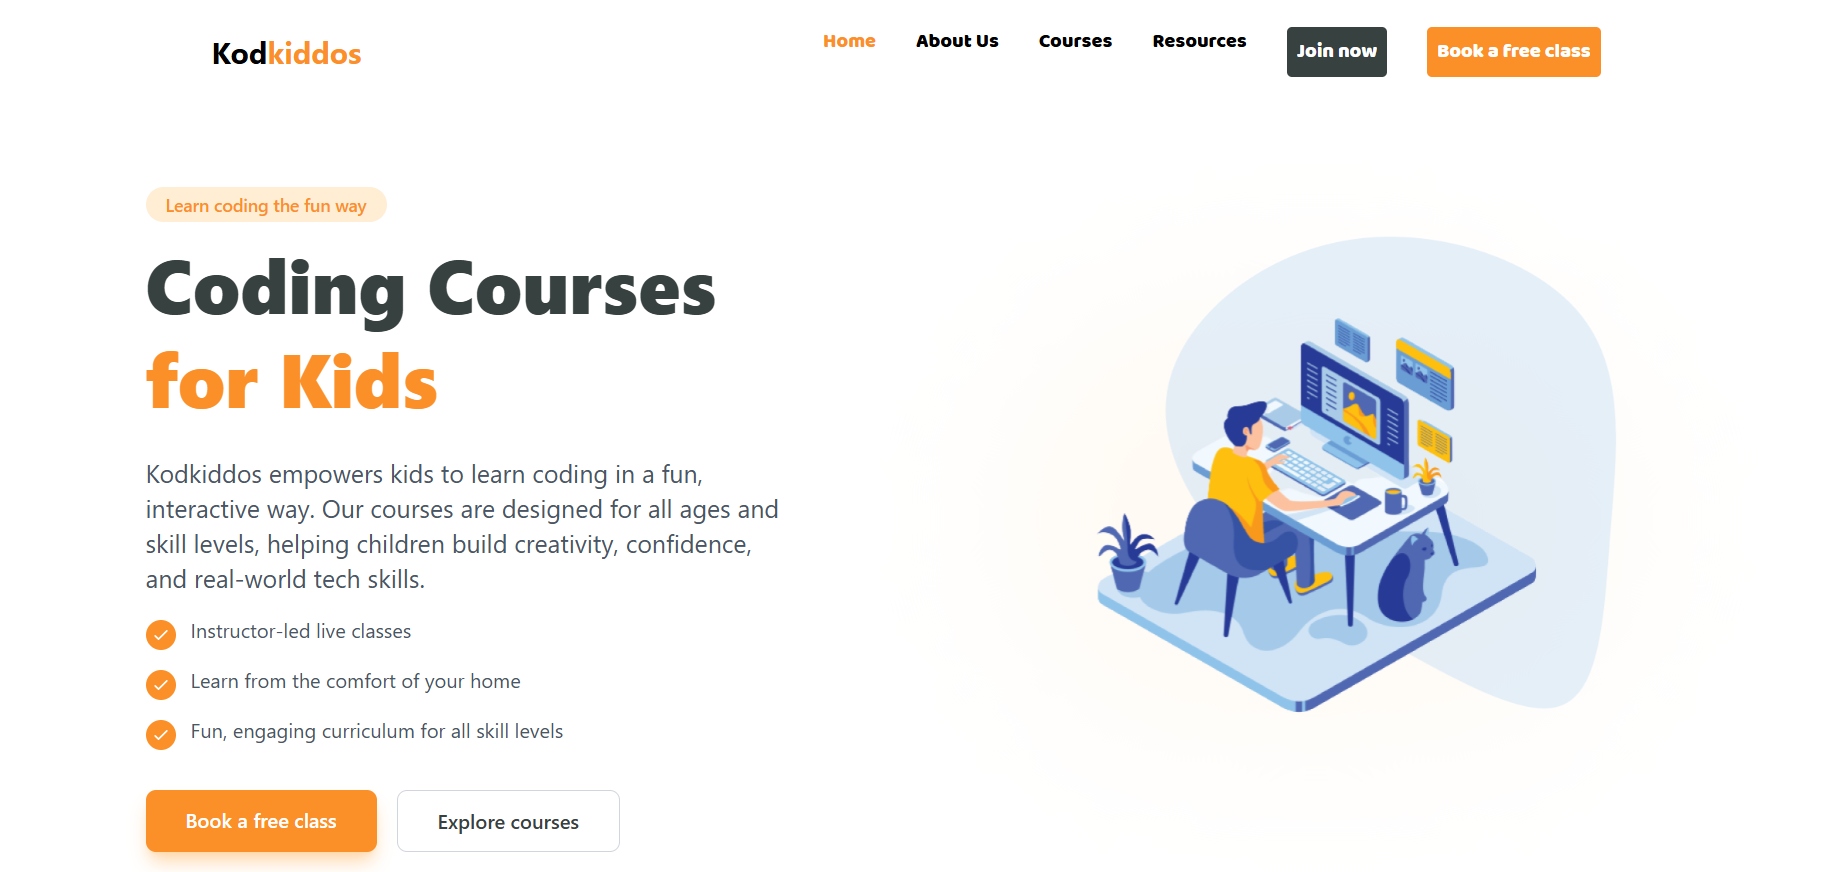 Kodkiddos
Home About Us Courses Resources Join now Book a free class
Learn coding the fun way
Coding Courses
for Kids
Kodkiddos empowers kids to learn coding in a fun,
interactive way. Our courses are designed for all ages and
skill levels, helping children build creativity, confidence,
and real-world tech skills.
Instructor-led live classes
Learn from the comfort of your home
Fun, engaging curriculum for all skill levels
Book a free class
Explore courses